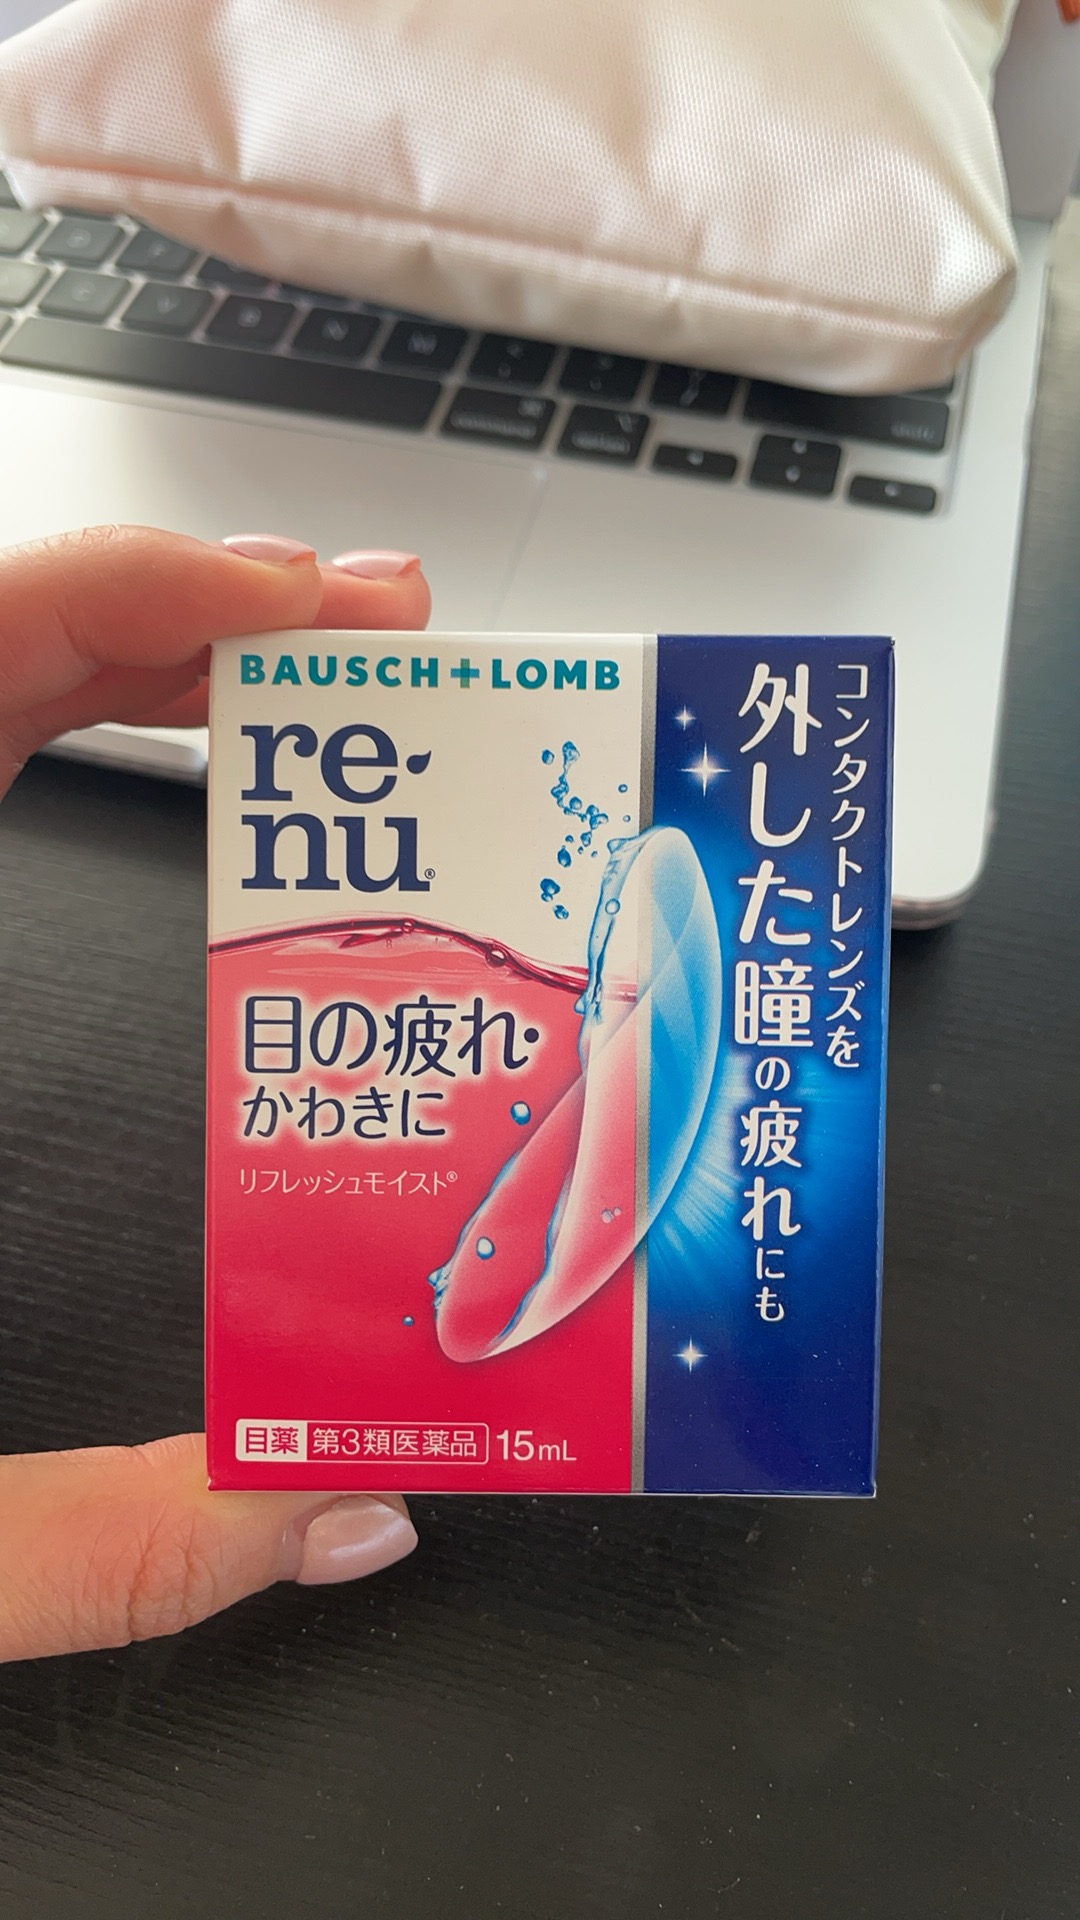 BAUSCH+LOMB
re
nu®
目の疲れ・
かわきに
リフレッシュモイスト®
目薬 第3類医薬品 15mL
コンタクトレンズを
外した瞳の疲れにも
command
option